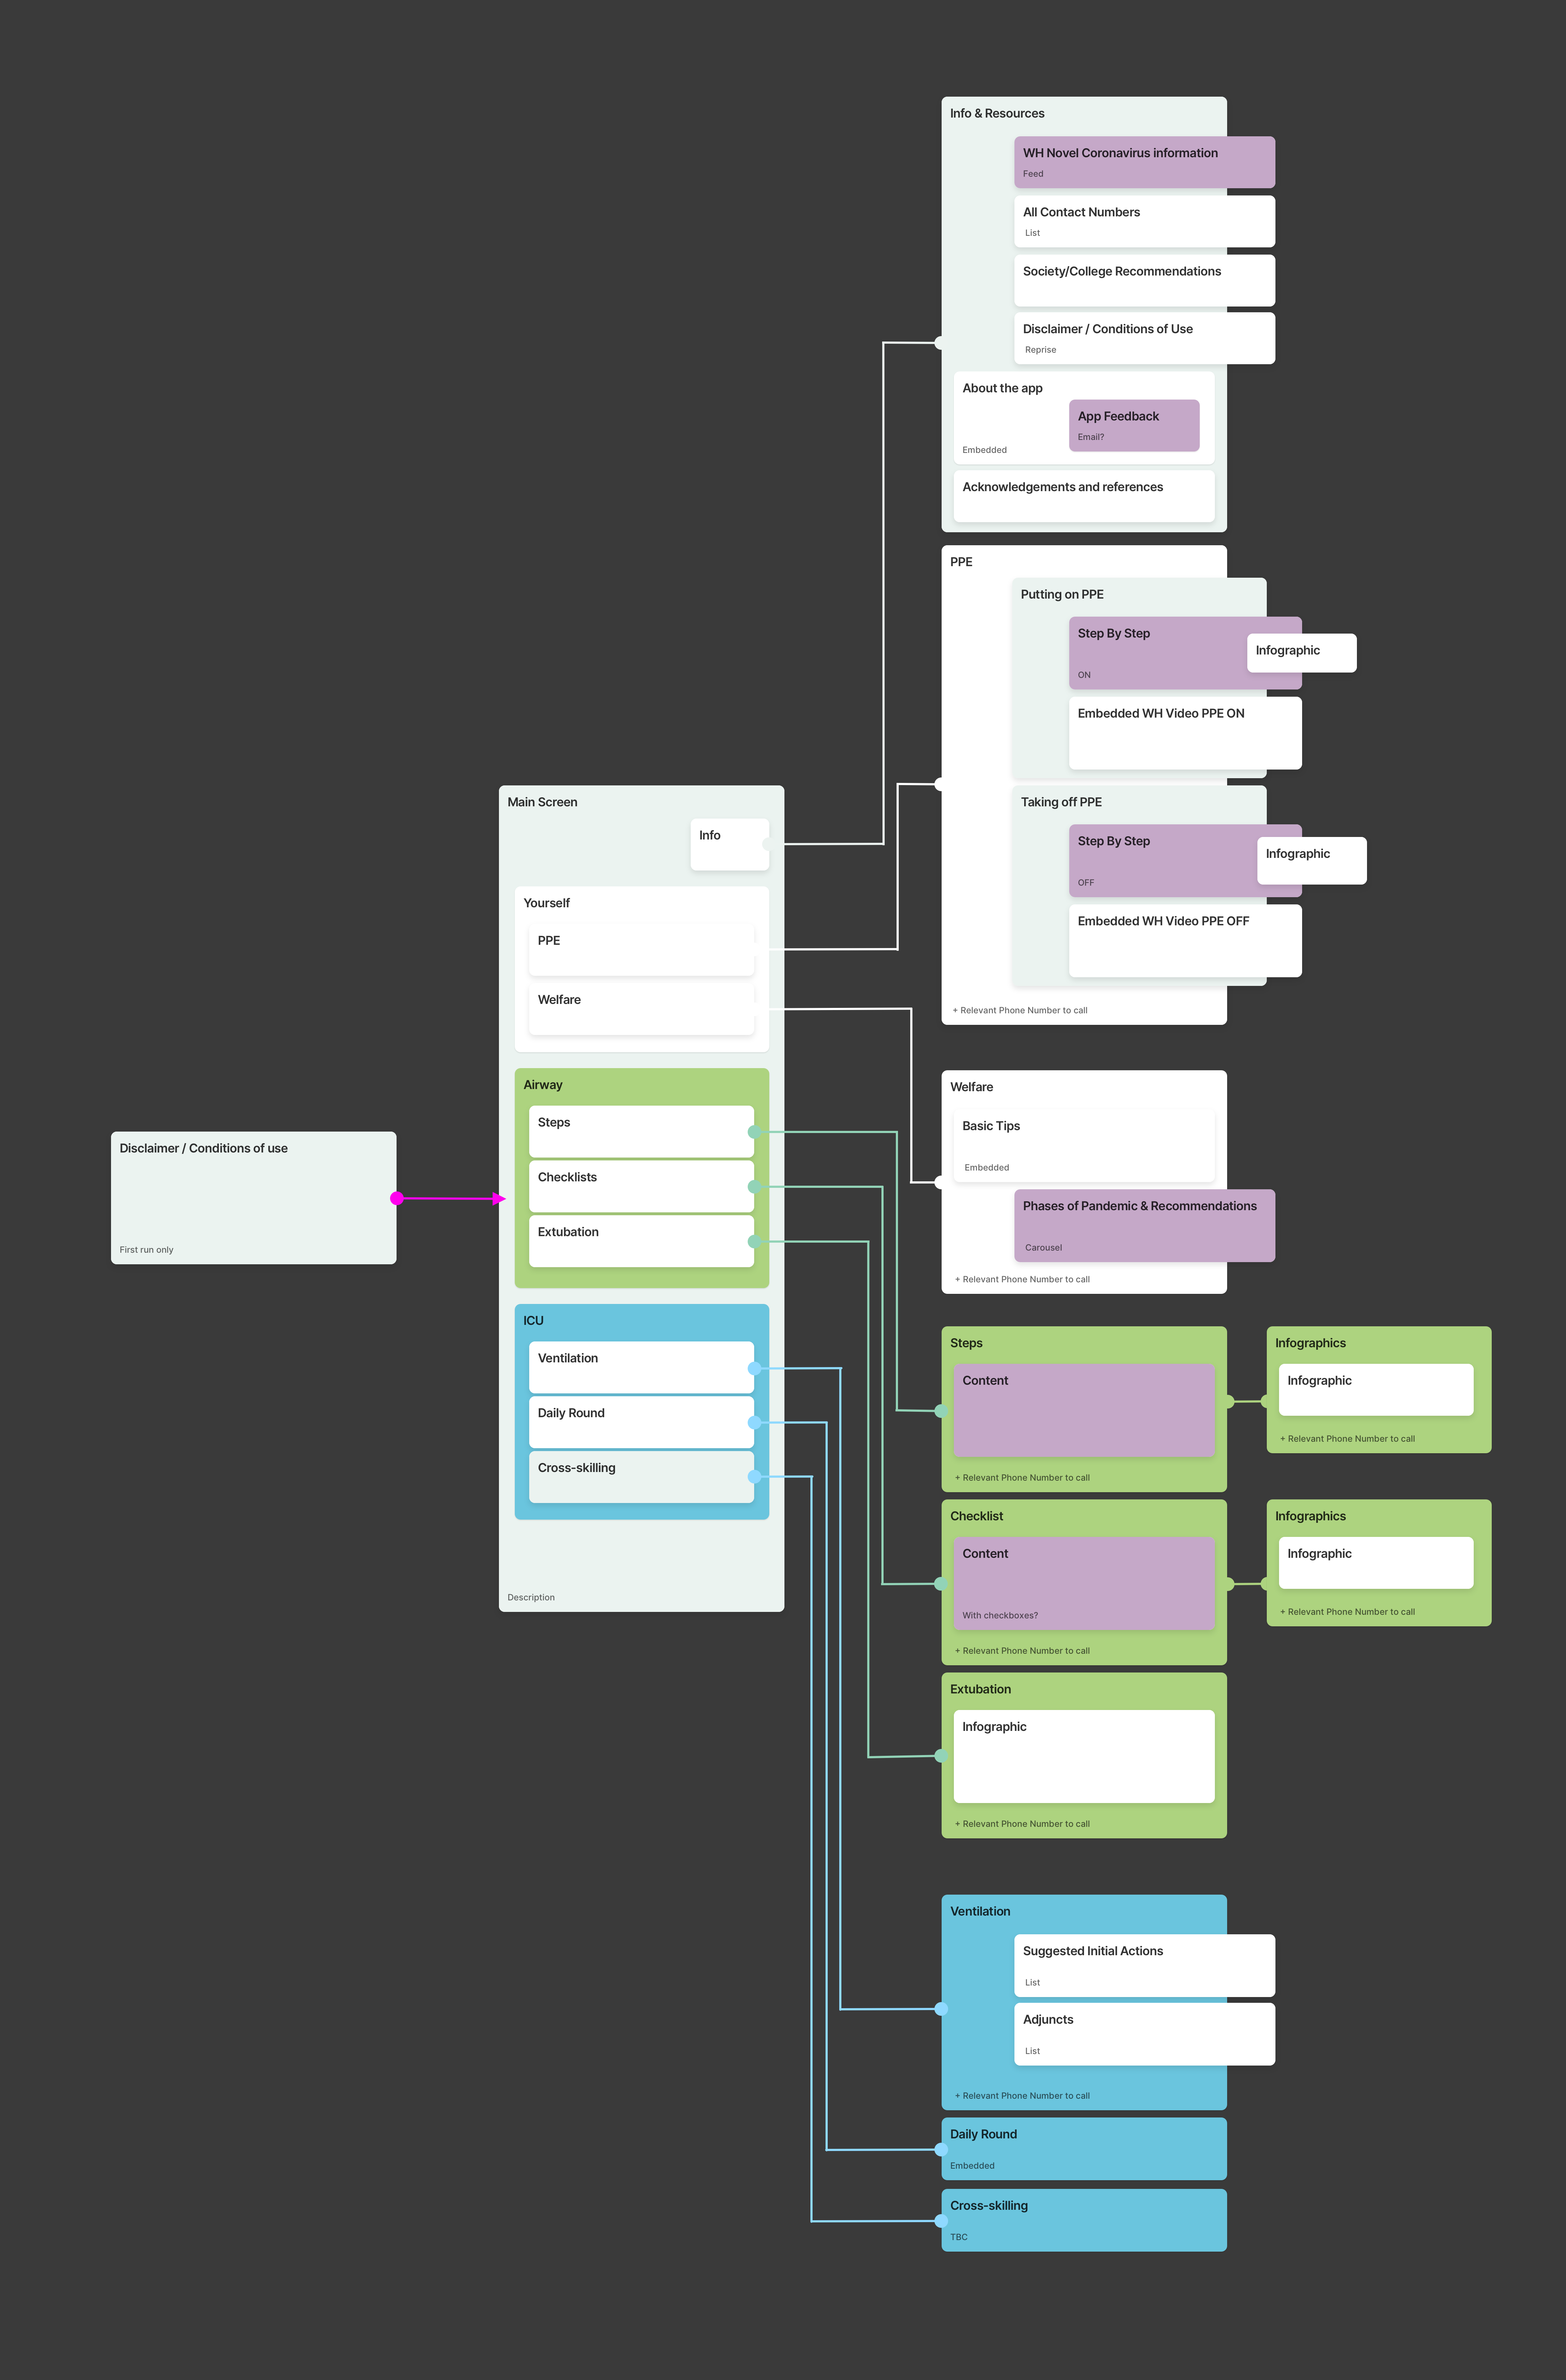 Disclaimer / Conditions of use
First run only
Main Screen
Info
Yourself
PPE
Welfare
Airway
Steps
Checklists
Extubation
ICU
Ventilation
Daily Round
Cross-skilling
Description
Info & Resources
WH Novel Coronavirus information
Feed
All Contact Numbers
List
Society/College Recommendations
Disclaimer / Conditions of Use
Reprise
About the app
App Feedback
Email?
Embedded
Acknowledgements and references
PPE
Putting on PPE
Step By Step
Infographic
ON
Embedded WH Video PPE ON
Taking off PPE
Step By Step
Infographic
OFF
Embedded WH Video PPE OFF
+ Relevant Phone Number to call
Welfare
Basic Tips
Embedded
Phases of Pandemic & Recommendations
Carousel
+ Relevant Phone Number to call
Steps
Content
+ Relevant Phone Number to call
Infographics
Infographic
+ Relevant Phone Number to call
Checklist
Content
With checkboxes?
+ Relevant Phone Number to call
Infographics
Infographic
+ Relevant Phone Number to call
Extubation
Infographic
+ Relevant Phone Number to call
Ventilation
Suggested Initial Actions
List
Adjuncts
List
+ Relevant Phone Number to call
Daily Round
Embedded
Cross-skilling
TBC